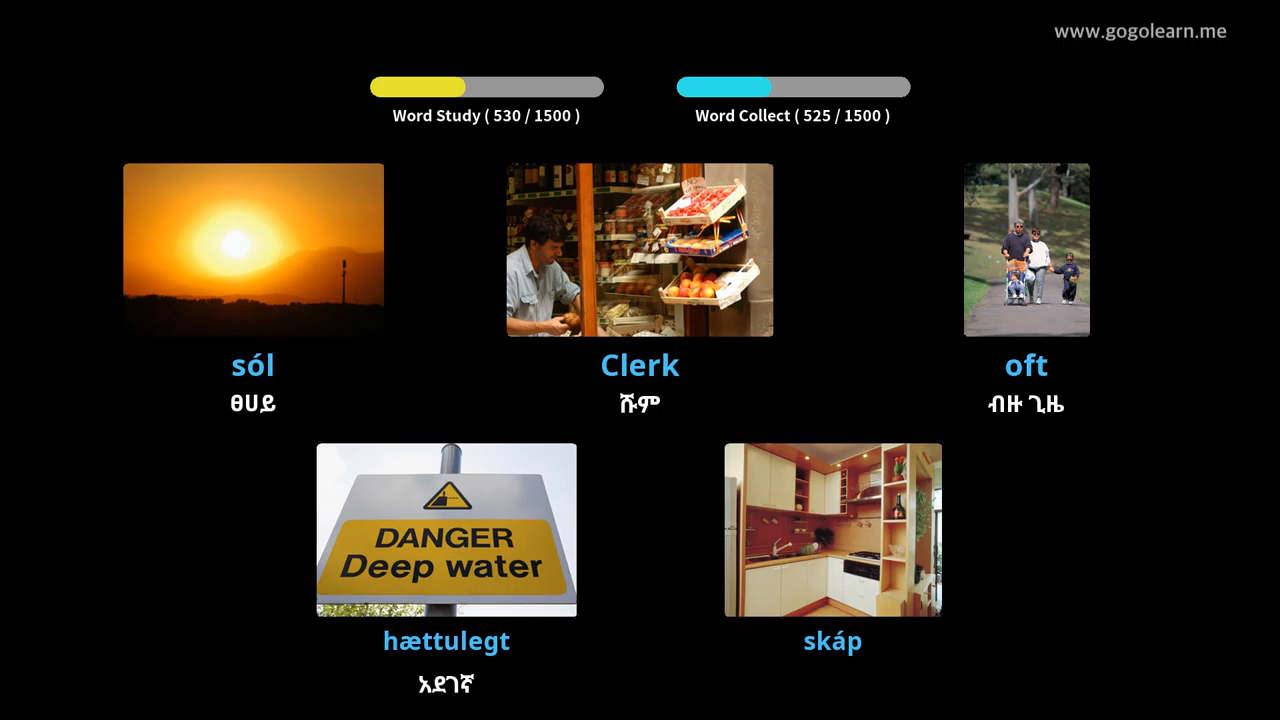 www.gogolearn.me
Word Study ( 530 / 1500 )
Word Collect ( 525 / 1500 )
sól
Clerk
oft
ፀሀይ
ሹም
ብዙ ጊዜ
DANGER
Deep water
hættulegt
skáp
አደገኛ